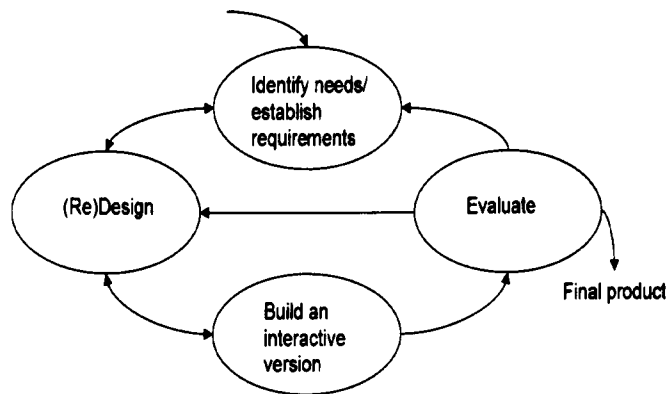 Identify needs/
establish
requirements
(Re)Design
Evaluate
Final product
Build an
interactive
version